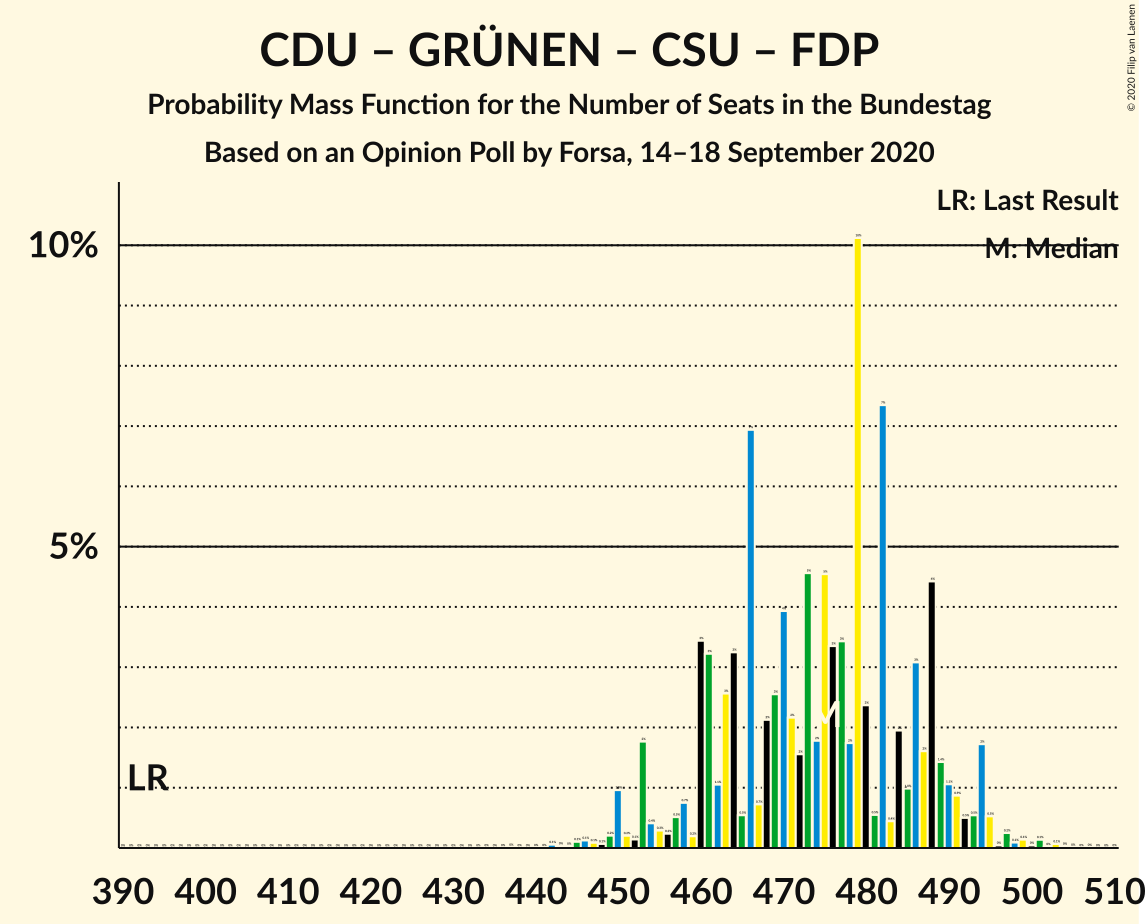 CDU – GRÜNEN – CSU – FDP
Probability Mass Function for the Number of Seats in the Bundestag
Based on an Opinion Poll by Forsa, 14–18 September 2020
© 2020 Filip van Laenen
LR: Last Result
M: Median
10%
5%
LR
M
390 400 410 420 430 440 450 460 470 480 490 500 510